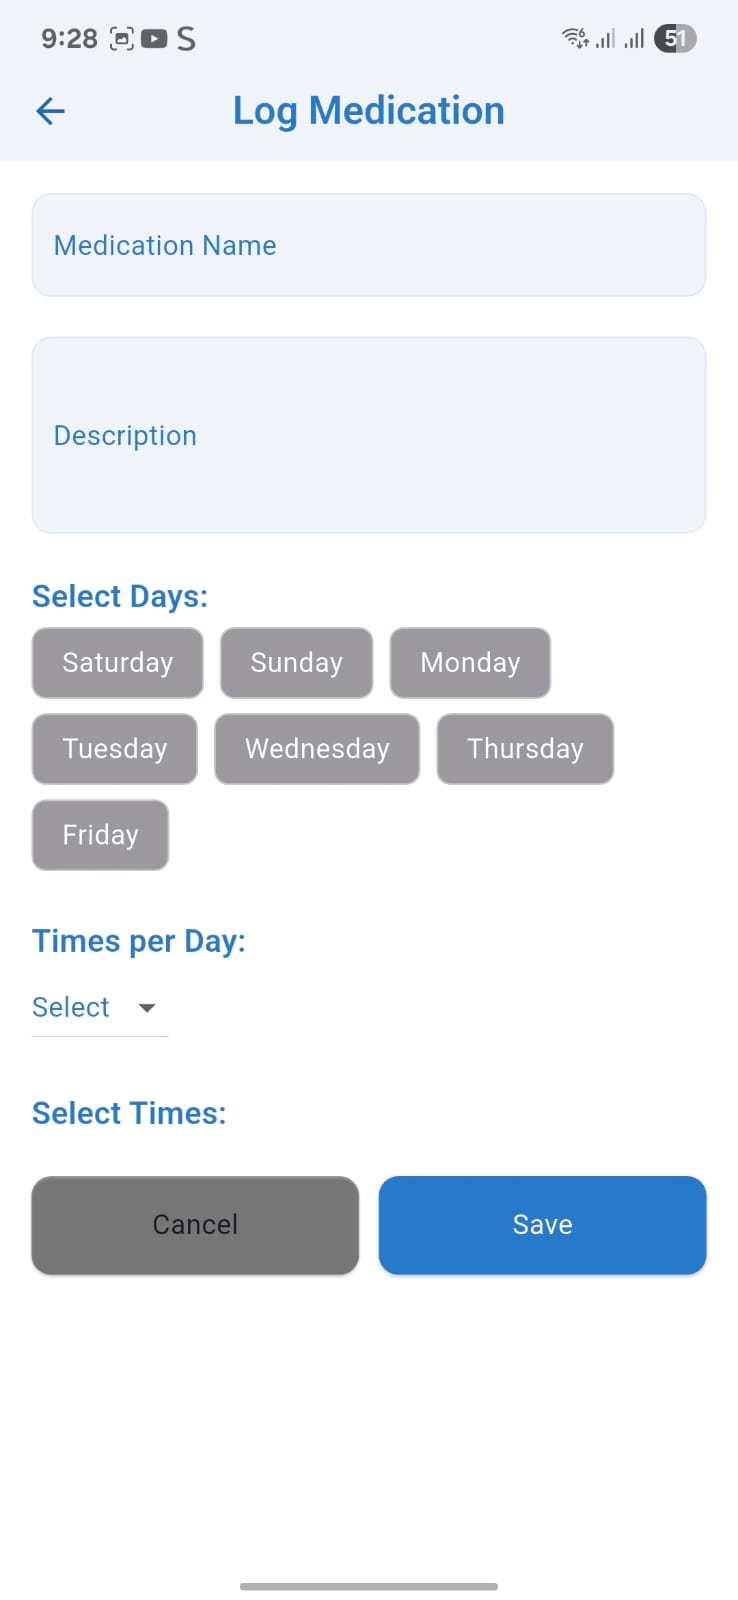 9:28 S 51
Log Medication
Medication Name
Description
Select Days:
Saturday Sunday Monday
Tuesday Wednesday Thursday
Friday
Times per Day:
Select
Select Times:
Cancel Save